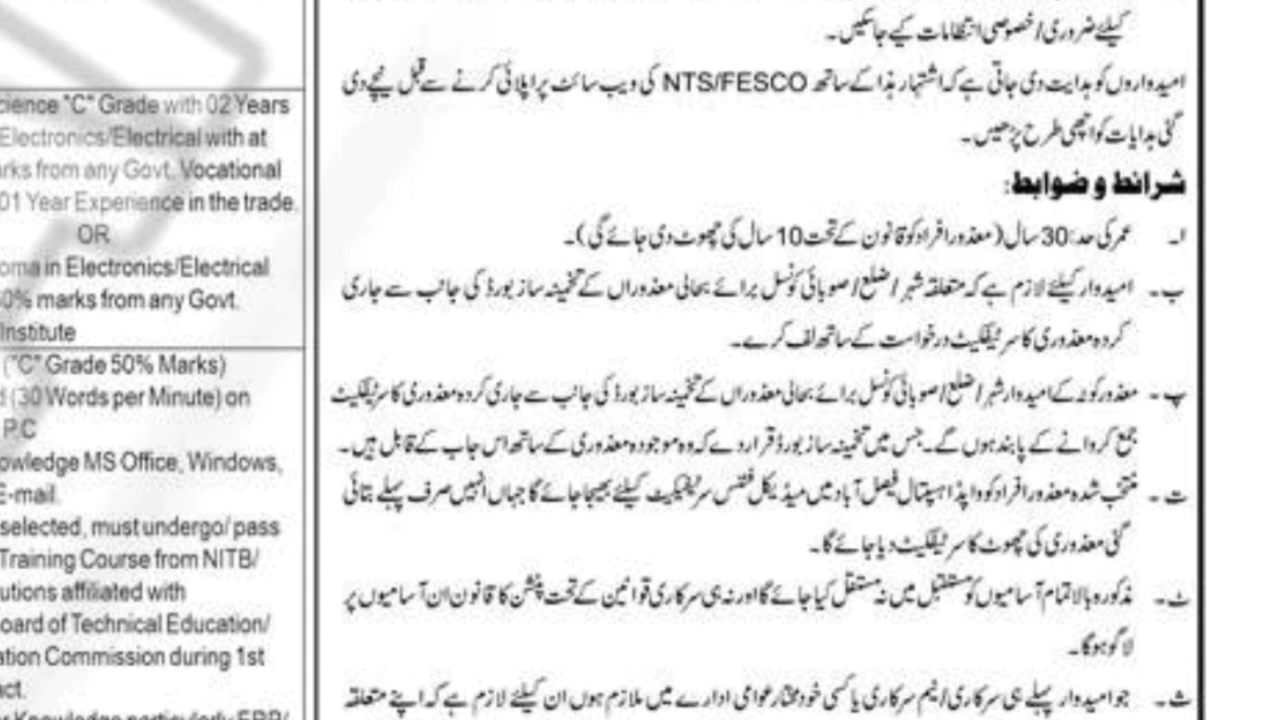 cience "C" Grade with 02 Years
Electronics/Electrical with at
arks from any Govt. Vocational
01 Year Experience in the trade.
OR
oma in Electronics/Electrical
0% marks from any Govt.
Institute
("C" Grade 50% Marks)
d (30 Words per Minute) on
P.C
owledge MS Office, Windows,
E-mail.
selected, must undergo/ pass
Training Course from NITB/
utions affiliated with
oard of Technical Education/
ation Commission during 1st
act.
r Knowledge particularly ERP/
کیلئے ضروری/خصوصی انتظامات کیے جاسکیں۔
امیدواروں کو ہدایت دی جاتی ہے کہ اشتہار ہذا کے ساتھ NTS/FESCO کی ویب سائٹ پر اپلائی کرنے سے قبل نیچے دی
گئی ہدایات کو اچھی طرح پڑھیں۔
شرائط و ضوابط:
ا۔ عمر کی حد: 30 سال (معذور افراد کو قانون کے تحت 10 سال کی چھوٹ دی جائے گی)۔
ب۔ امیدوار کیلئے لازم ہے کہ متعلقہ شہر/ضلع/صوبائی کونسل برائے بحالی معذوراں کے تخمینہ ساز بورڈ کی جانب سے جاری
کردہ معذوری کا سرٹیفکیٹ درخواست کے ساتھ لف کرے۔
پ۔ معذور کوٹہ کے امیدوار شہر/ضلع/صوبائی کونسل برائے بحالی معذوراں کے تخمینہ ساز بورڈ کی جانب سے جاری کردہ معذوری کا سرٹیفکیٹ
جمع کروانے کے پابند ہوں گے۔ جس میں تخمینہ ساز بورڈ قرار دے کہ وہ موجودہ معذوری کے ساتھ اس جاب کے قابل ہیں۔
ت۔ منتخب شدہ معذور افراد کو واپڈا ہسپتال فیصل آباد میں میڈیکل فٹنس سرٹیفکیٹ کیلئے بھیجا جائے گا جہاں انہیں صرف پہلے بتائی
گئی معذوری کی چھوٹ کا سرٹیفکیٹ دیا جائے گا۔
ٹ۔ مذکورہ بالا تمام آسامیوں کو مستقبل میں نہ مستقل کیا جائے گا اور نہ ہی سرکاری قوانین کے تحت پنشن کا قانون ان آسامیوں پر
لاگو ہوگا۔
ث۔ جو امیدوار پہلے ہی سرکاری/نیم سرکاری یا کسی خود مختار عوامی ادارے میں ملازم ہوں ان کیلئے لازم ہے کہ اپنے متعلقہ